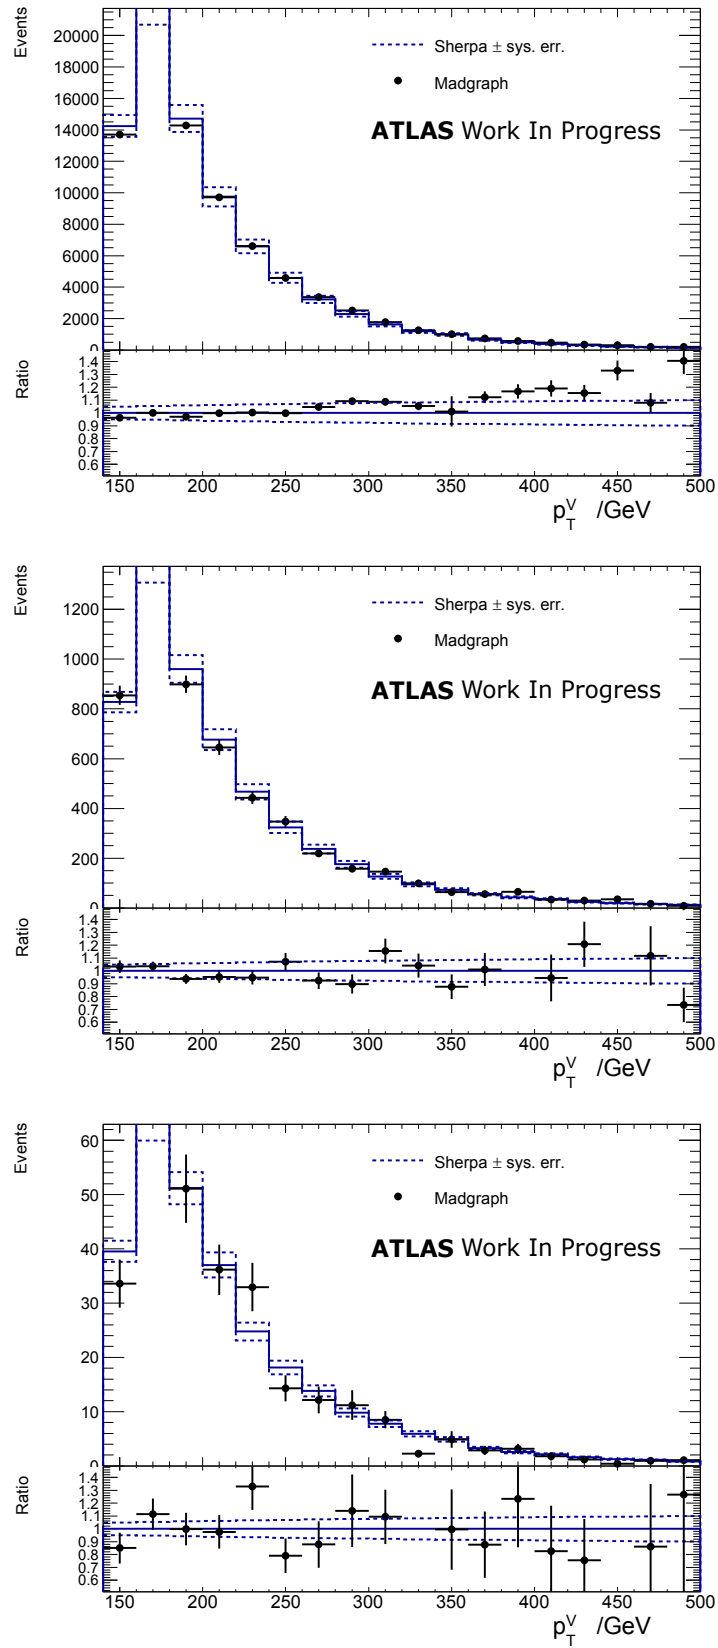 Events
20000
18000
16000
14000
12000
10000
8000
6000
4000
2000
0
Sherpa ± sys. err.
Madgraph
ATLAS Work In Progress
Ratio
1.4
1.3
1.2
1.1
1
0.9
0.8
0.7
0.6
150 200 250 300 350 400 450 500
p_T^V /GeV
Events
1200
1000
800
600
400
200
0
Sherpa ± sys. err.
Madgraph
ATLAS Work In Progress
Ratio
1.4
1.3
1.2
1.1
1
0.9
0.8
0.7
0.6
150 200 250 300 350 400 450 500
p_T^V /GeV
Events
60
50
40
30
20
10
0
Sherpa ± sys. err.
Madgraph
ATLAS Work In Progress
Ratio
1.4
1.3
1.2
1.1
1
0.9
0.8
0.7
0.6
150 200 250 300 350 400 450 500
p_T^V /GeV